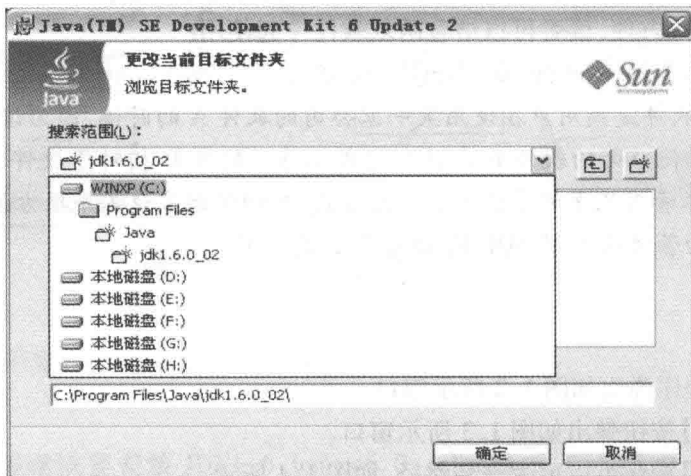 Java(TM) SE Development Kit 6 Update 2
Java
更改当前目标文件夹
浏览目标文件夹。
Sun
microsystems
搜索范围(L)：
jdk1.6.0_02
WINXP (C:)
Program Files
Java
jdk1.6.0_02
本地磁盘 (D:)
本地磁盘 (E:)
本地磁盘 (F:)
本地磁盘 (G:)
本地磁盘 (H:)
C:\Program Files\Java\jdk1.6.0_02\
确定
取消